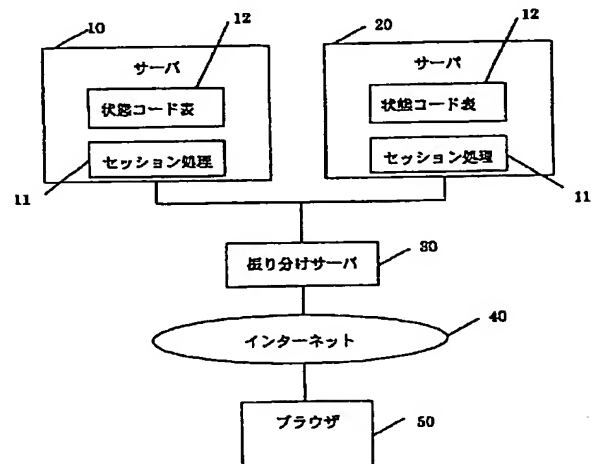 10
12
20
12
サーバ
サーバ
状態コード表
状態コード表
セッション処理
セッション処理
11
11
振り分けサーバ
30
インターネット
40
ブラウザ
50